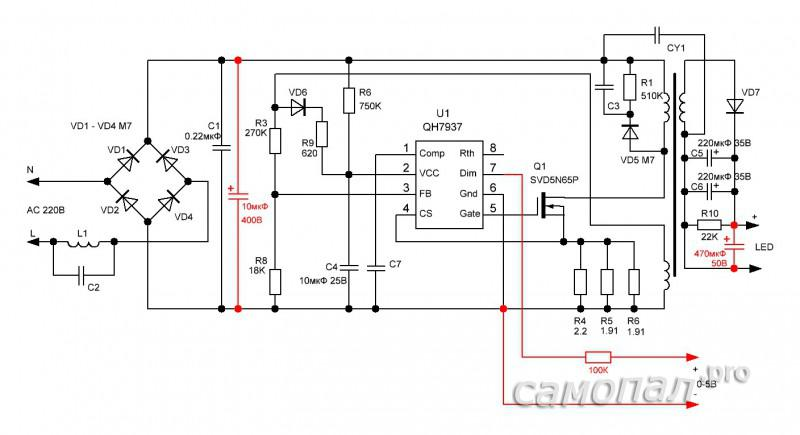 CY1
VD1 - VD4 M7
VD1
VD3
VD2
VD4
N
AC 220В
L
L1
C2
C1
0.22мкФ
10мкФ
400В
VD6
R3
270K
R9
620
R6
750K
R8
18K
C4
10мкФ 25В
C7
U1
QH7937
1 Comp Rth 8
2 VCC Dim 7
3 FB Gnd 6
4 CS Gate 5
Q1
SVD5N65P
C3
R1
510K
VD5 M7
VD7
220мкФ 35В
C5
220мкФ 35В
C6
R10
22K
470мкФ
50В
+
LED
R4
2.2
R5
1.91
R6
1.91
100K
+
0-5В
-
самопал.pro